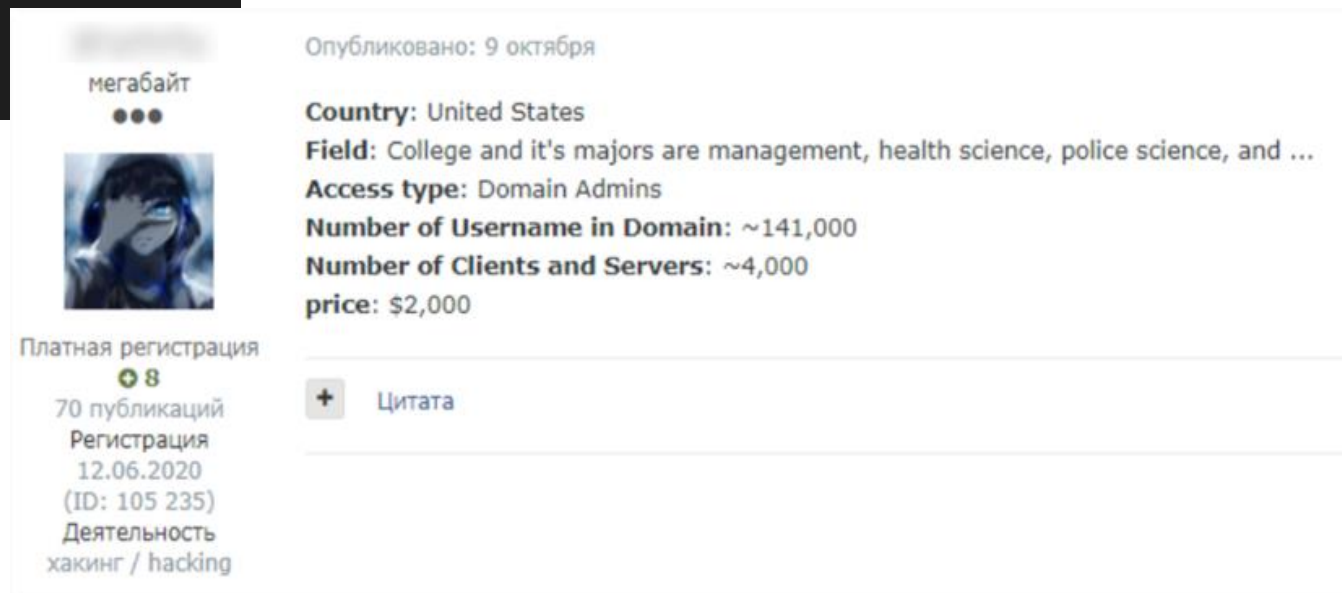 мегабайт
Платная регистрация
8
70 публикаций
Регистрация
12.06.2020
(ID: 105 235)
Деятельность
хакинг / hacking
Опубликовано: 9 октября
Country: United States
Field: College and it's majors are management, health science, police science, and ...
Access type: Domain Admins
Number of Username in Domain: ~141,000
Number of Clients and Servers: ~4,000
price: $2,000
+ Цитата